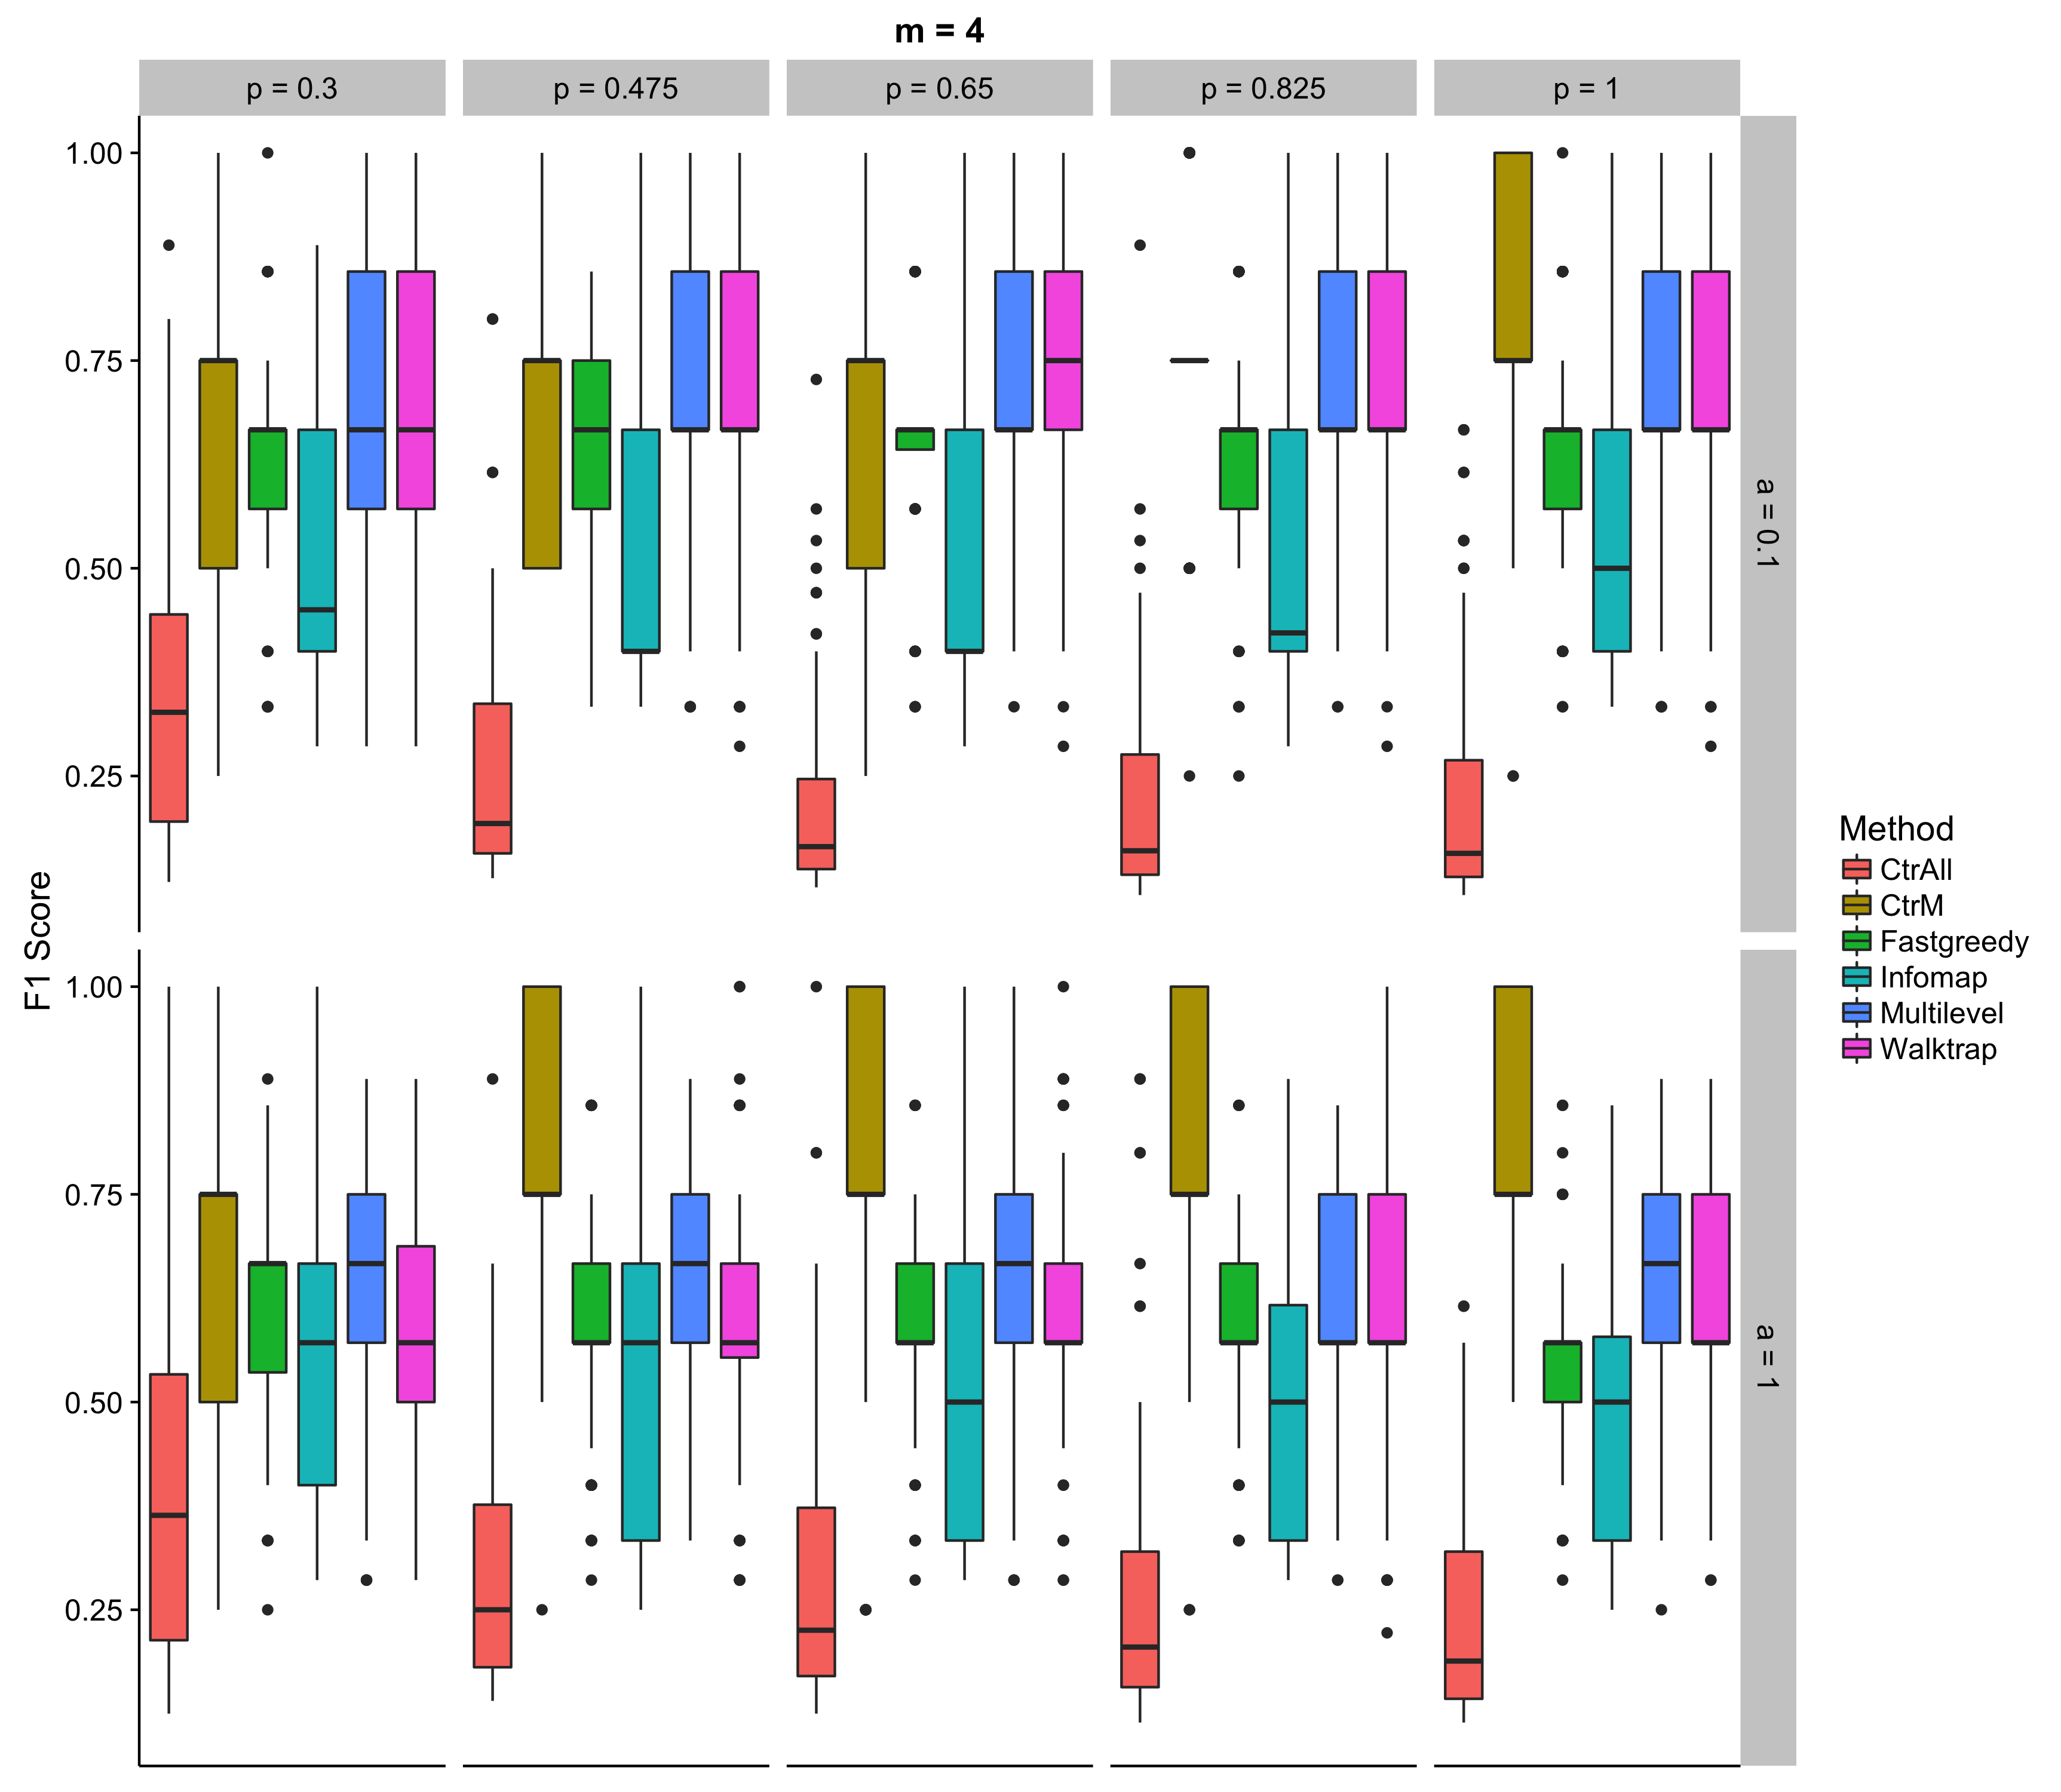 m = 4
p = 0.3
p = 0.475
p = 0.65
p = 0.825
p = 1
1.00
0.75
0.50
0.25
a = 0.1
F1 Score
1.00
0.75
0.50
0.25
a = 1
Method
CtrAll
CtrM
Fastgreedy
Infomap
Multilevel
Walktrap